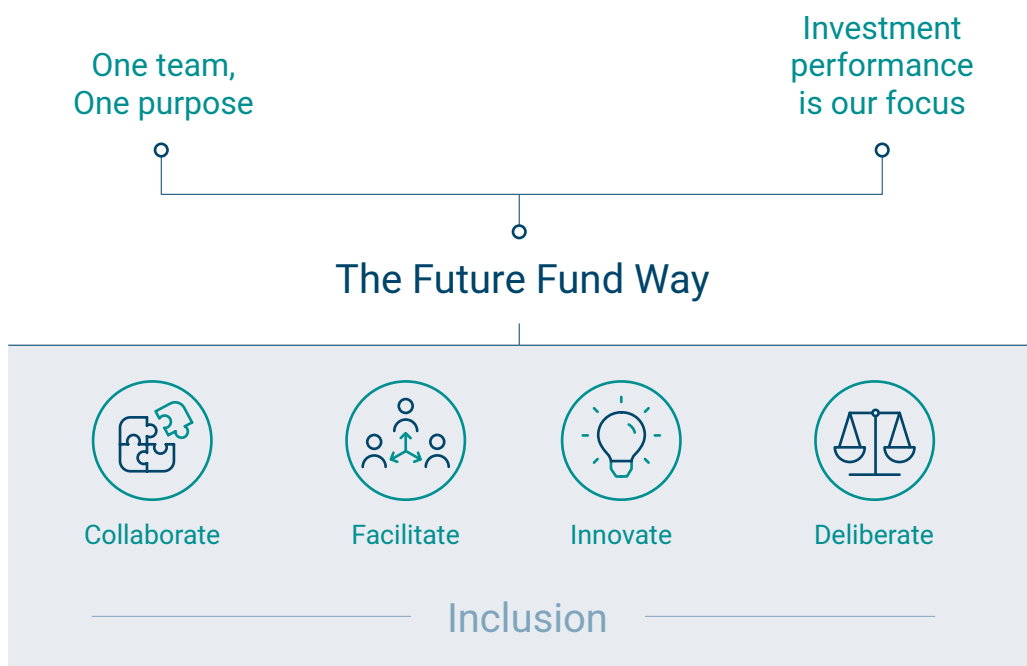 One team,
One purpose
Investment
performance
is our focus
The Future Fund Way
Collaborate
Facilitate
Innovate
Deliberate
Inclusion